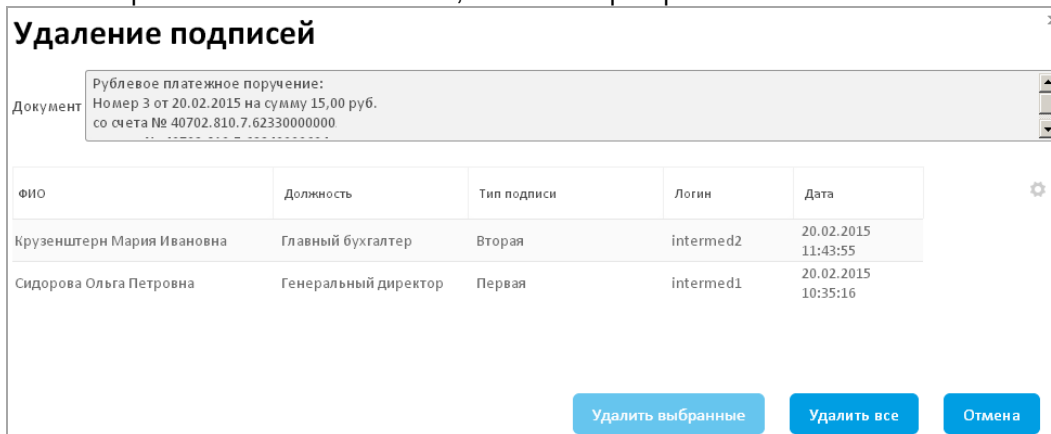 Удаление подписей
Документ
Рублевое платежное поручение:
Номер 3 от 20.02.2015 на сумму 15,00 руб.
со счета № 40702.810.7.62330000000
ФИО Должность Тип подписи Логин Дата
Крузенштерн Мария Ивановна Главный бухгалтер Вторая intermed2 20.02.2015
11:43:55
Сидорова Ольга Петровна Генеральный директор Первая intermed1 20.02.2015
10:35:16
Удалить выбранные Удалить все Отмена